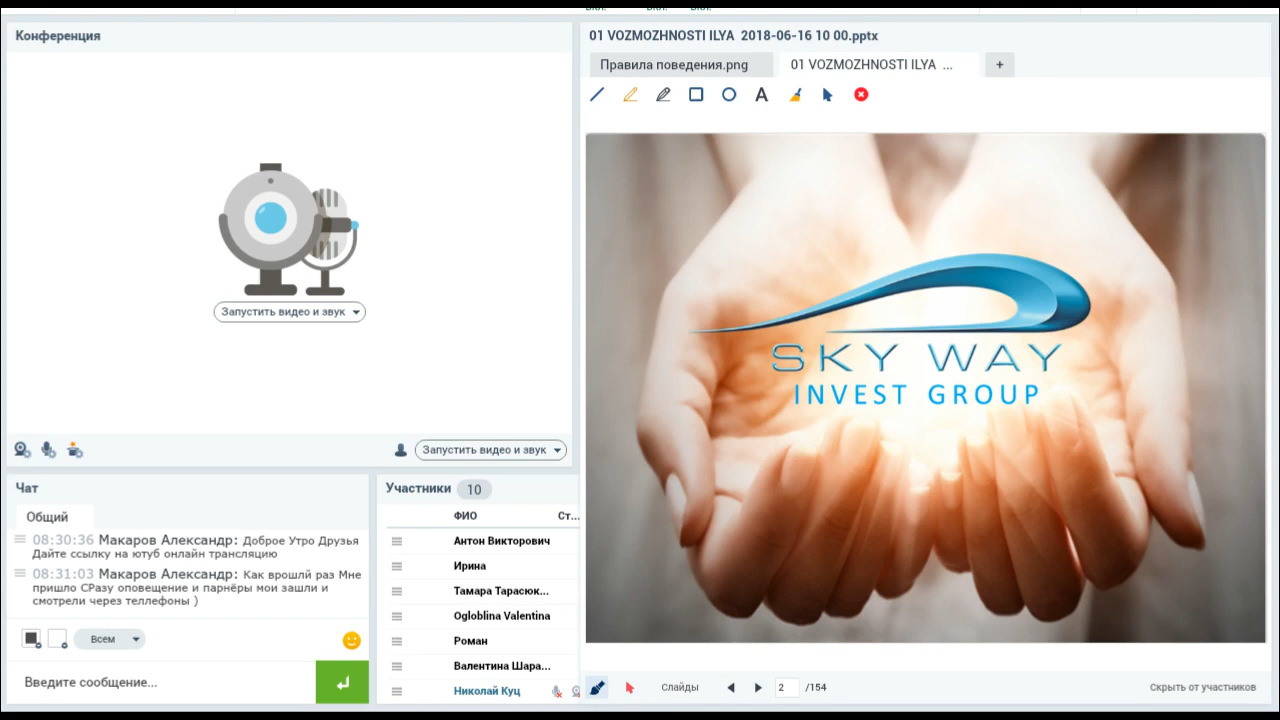 Конференция
Запустить видео и звук
Запустить видео и звук
Чат
Общий
08:30:36 Макаров Александр: Доброе Утро Друзья
Дайте ссылку на ютуб онлайн трансляцию
08:31:03 Макаров Александр: Как врошлй раз Мне
пришло СРазу оповещение и парнёры мои зашли и
смотрели через теллефоны )
Всем
Введите сообщение...
Участники 10
ФИО Ст...
Антон Викторович
Ирина
Тамара Тарасюк...
Ogloblina Valentina
Роман
Валентина Шара...
Николай Куц
01 VOZMOZHNOSTI ILYA 2018-06-16 10 00.pptx
Правила поведения.png 01 VOZMOZHNOSTI ILYA ... +
A
SKY WAY
INVEST GROUP
Слайды 2 /154 Скрыть от участников